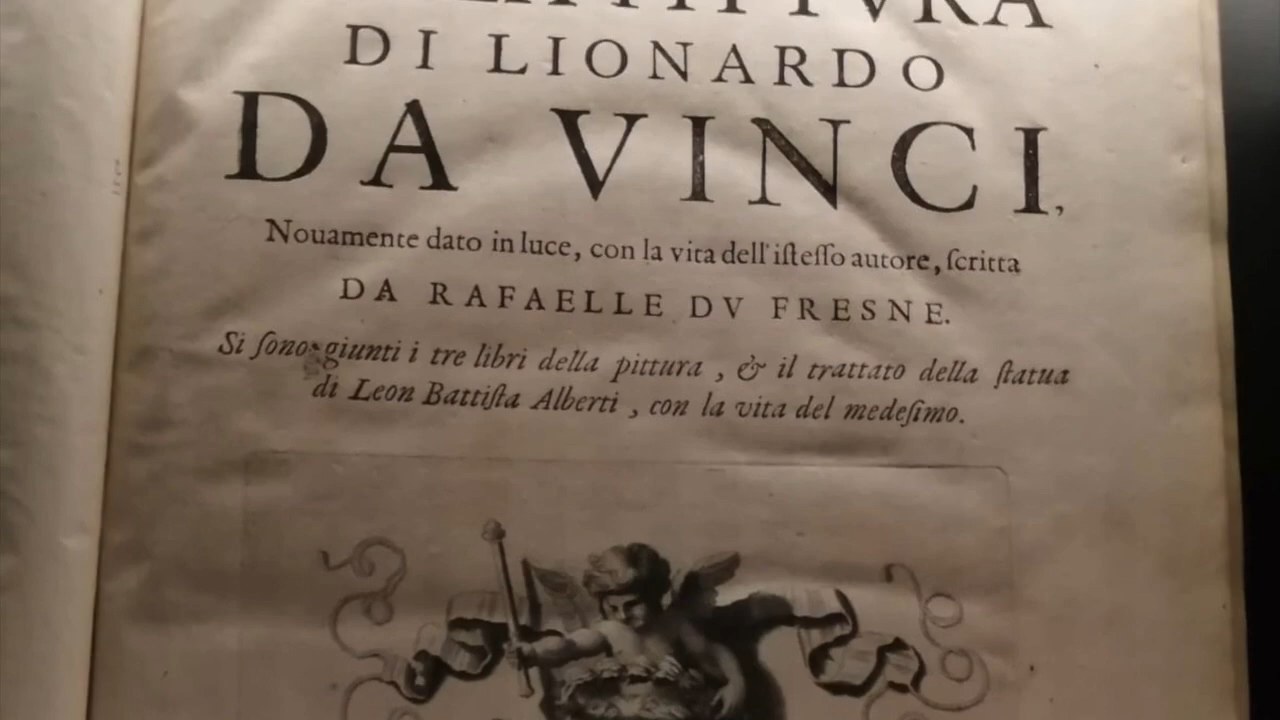 DI LIONARDO
DA VINCI,
Nouamente dato in luce, con la vita dell'iſteſſo autore, ſcritta
DA RAFAELLE DV FRESNE.
Si ſono giunti i tre libri della pittura, & il trattato della ſtatua
di Leon Battiſta Alberti, con la vita del medeſimo.